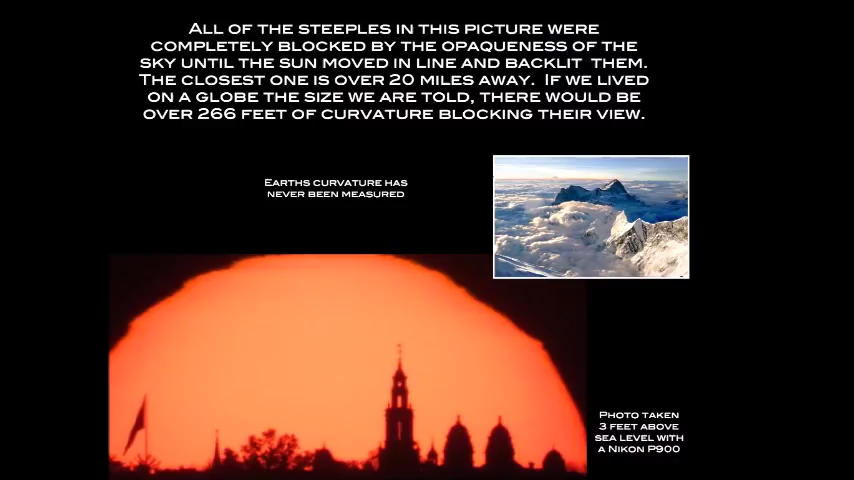 All of the steeples in this picture were
completely blocked by the opaqueness of the
sky until the sun moved in line and backlit them.
The closest one is over 20 miles away. If we lived
on a globe the size we are told, there would be
over 266 feet of curvature blocking their view.
Earths curvature has
never been measured
Photo taken
3 feet above
sea level with
a Nikon P900